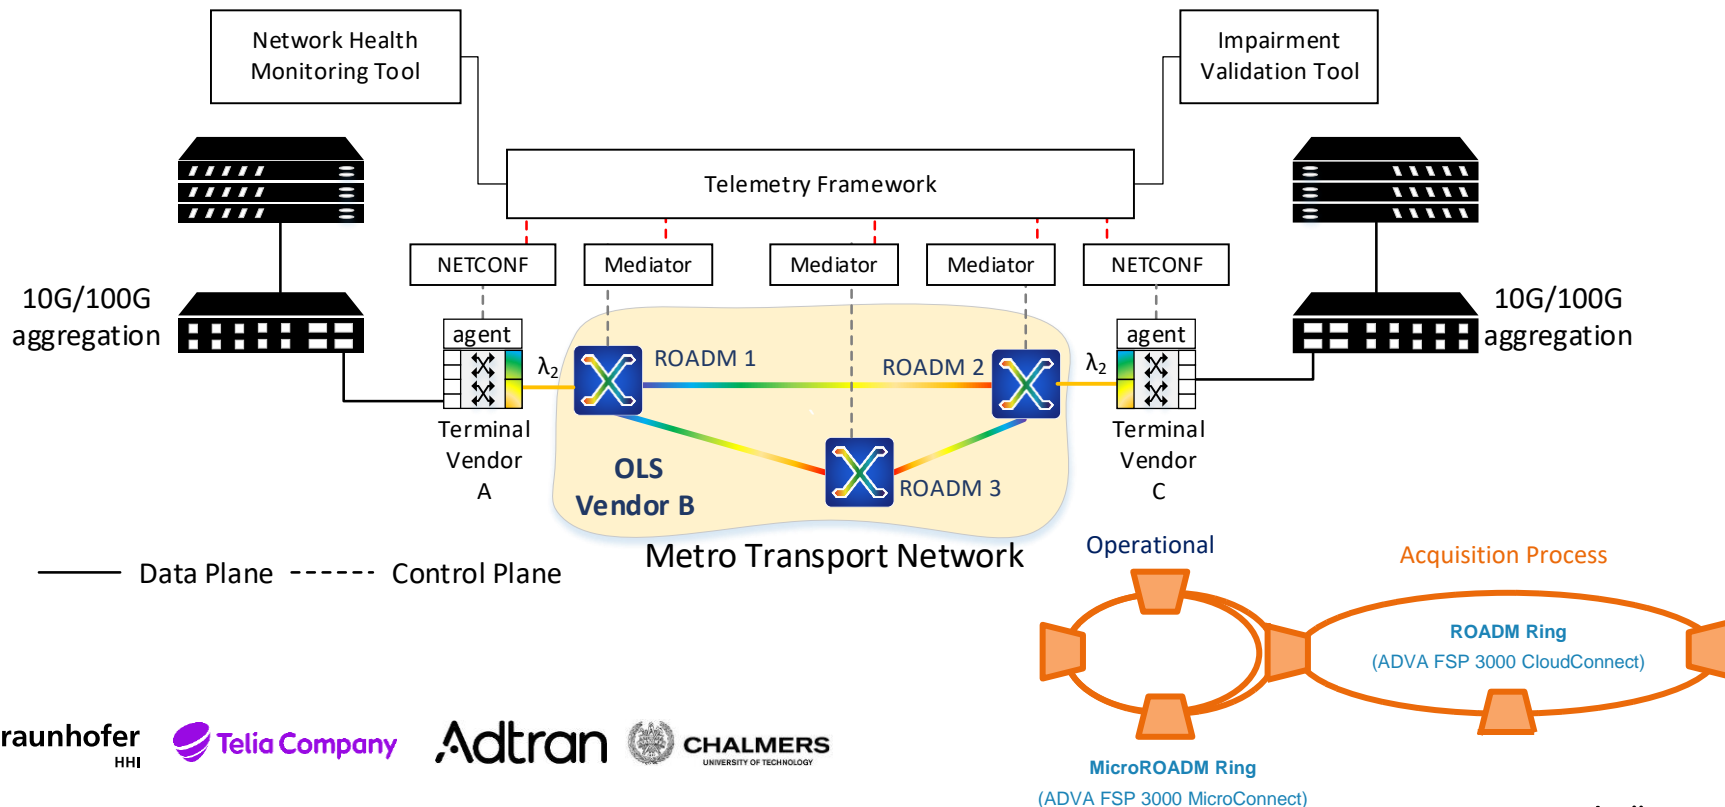 Network Health
Monitoring Tool
Impairment
Validation Tool
Telemetry Framework
NETCONF
Mediator
Mediator
Mediator
NETCONF
10G/100G
aggregation
10G/100G
aggregation
agent
agent
λ2
λ2
ROADM 1
ROADM 2
ROADM 3
Terminal
Vendor
A
Terminal
Vendor
C
OLS
Vendor B
Metro Transport Network
Data Plane
Control Plane
Operational
Acquisition Process
ROADM Ring
(ADVA FSP 3000 CloudConnect)
MicroROADM Ring
(ADVA FSP 3000 MicroConnect)
raunhofer
HHI
Telia Company
Adtran
CHALMERS
UNIVERSITY OF TECHNOLOGY